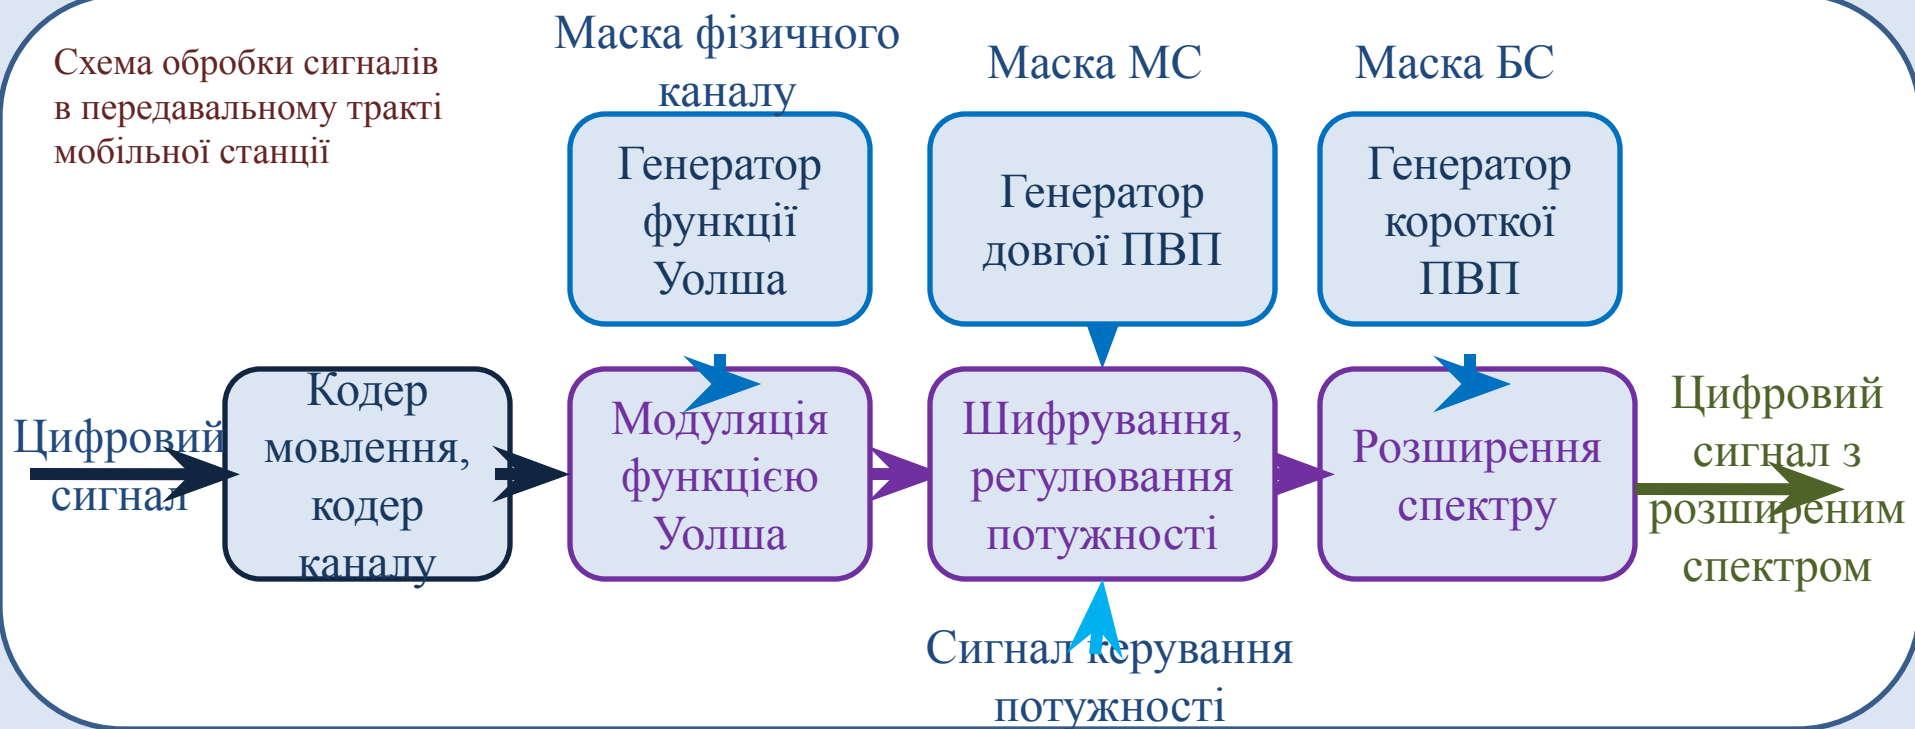 Схема обробки сигналів
в передавальному тракті
мобільної станції
Маска фізичного
каналу
Маска МС
Маска БС
Генератор
функції
Уолша
Генератор
довгої ПВП
Генератор
короткої
ПВП
Цифровий
сигнал
Кодер
мовлення,
кодер
каналу
Модуляція
функцією
Уолша
Шифрування,
регулювання
потужності
Розширення
спектру
Цифровий
сигнал з
розширеним
спектром
Сигнал керування
потужності